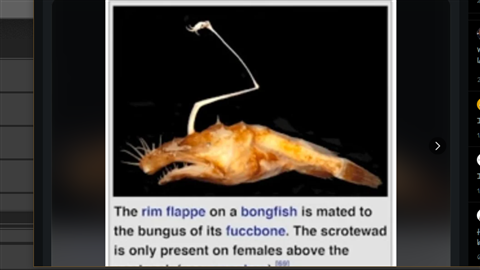 The rim flappe on a bongfish is mated to
the bungus of its fuccbone. The scrotewad
is only present on females above the